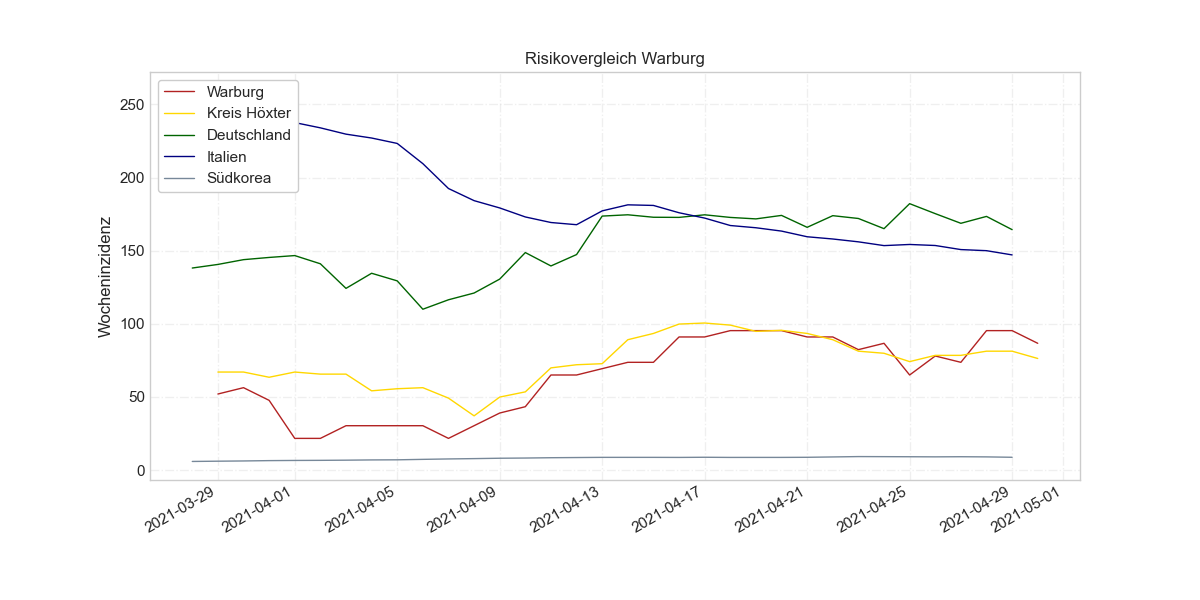 Risikovergleich Warburg
Warburg
Kreis Höxter
Deutschland
Italien
Südkorea
Wocheninzidenz
250
200
150
100
50
0
2021-03-29
2021-04-01
2021-04-05
2021-04-09
2021-04-13
2021-04-17
2021-04-21
2021-04-25
2021-04-29
2021-05-01